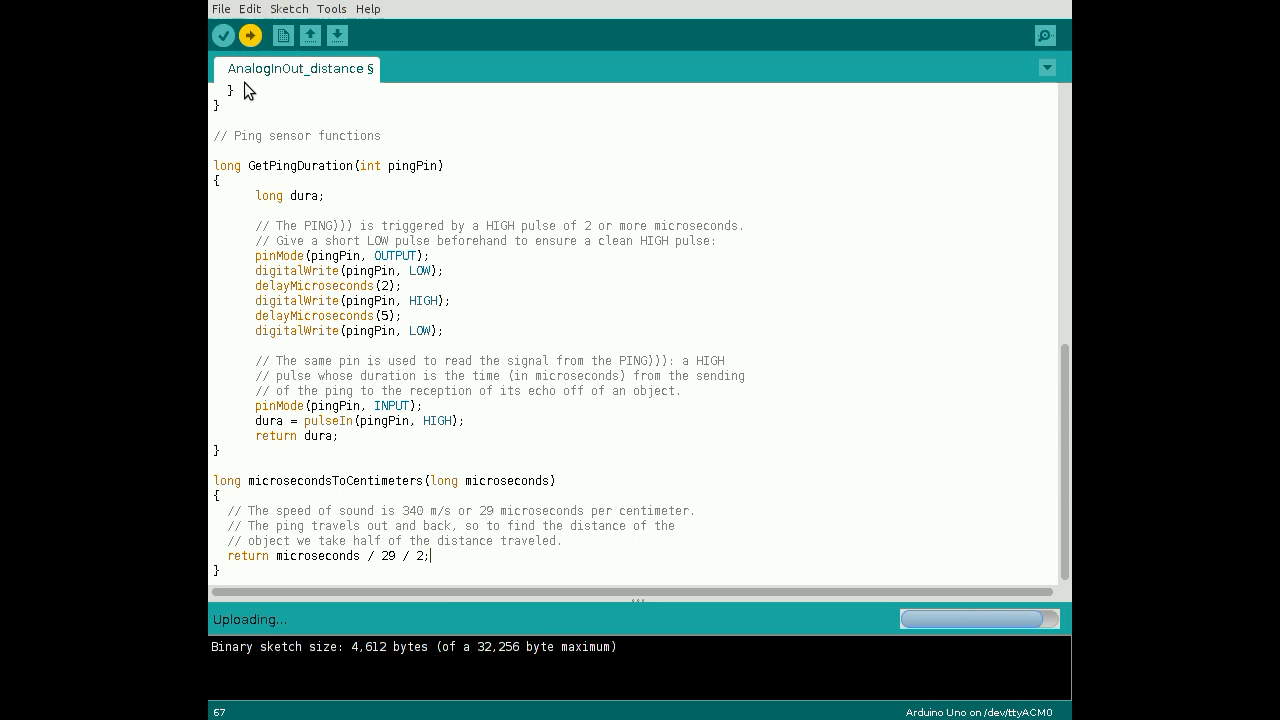 File Edit Sketch Tools Help
AnalogInOut_distance §
}
}
// Ping sensor functions
long GetPingDuration(int pingPin)
{
long dura;
// The PING))) is triggered by a HIGH pulse of 2 or more microseconds.
// Give a short LOW pulse beforehand to ensure a clean HIGH pulse:
pinMode(pingPin, OUTPUT);
digitalWrite(pingPin, LOW);
delayMicroseconds(2);
digitalWrite(pingPin, HIGH);
delayMicroseconds(5);
digitalWrite(pingPin, LOW);
// The same pin is used to read the signal from the PING))): a HIGH
// pulse whose duration is the time (in microseconds) from the sending
// of the ping to the reception of its echo off of an object.
pinMode(pingPin, INPUT);
dura = pulseIn(pingPin, HIGH);
return dura;
}
long microsecondsToCentimeters(long microseconds)
{
// The speed of sound is 340 m/s or 29 microseconds per centimeter.
// The ping travels out and back, so to find the distance of the
// object we take half of the distance traveled.
return microseconds / 29 / 2;
}
Uploading...
Binary sketch size: 4,612 bytes (of a 32,256 byte maximum)
67 Arduino Uno on /dev/ttyACM0